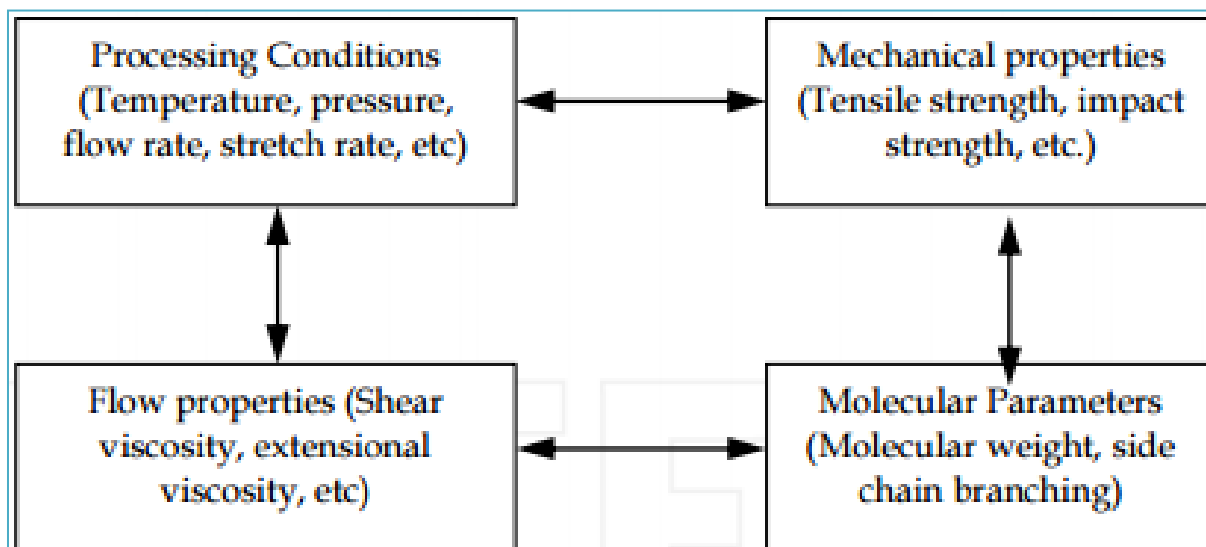 Processing Conditions
(Temperature, pressure,
flow rate, stretch rate, etc)
Mechanical properties
(Tensile strength, impact
strength, etc.)
Flow properties (Shear
viscosity, extensional
viscosity, etc)
Molecular Parameters
(Molecular weight, side
chain branching)